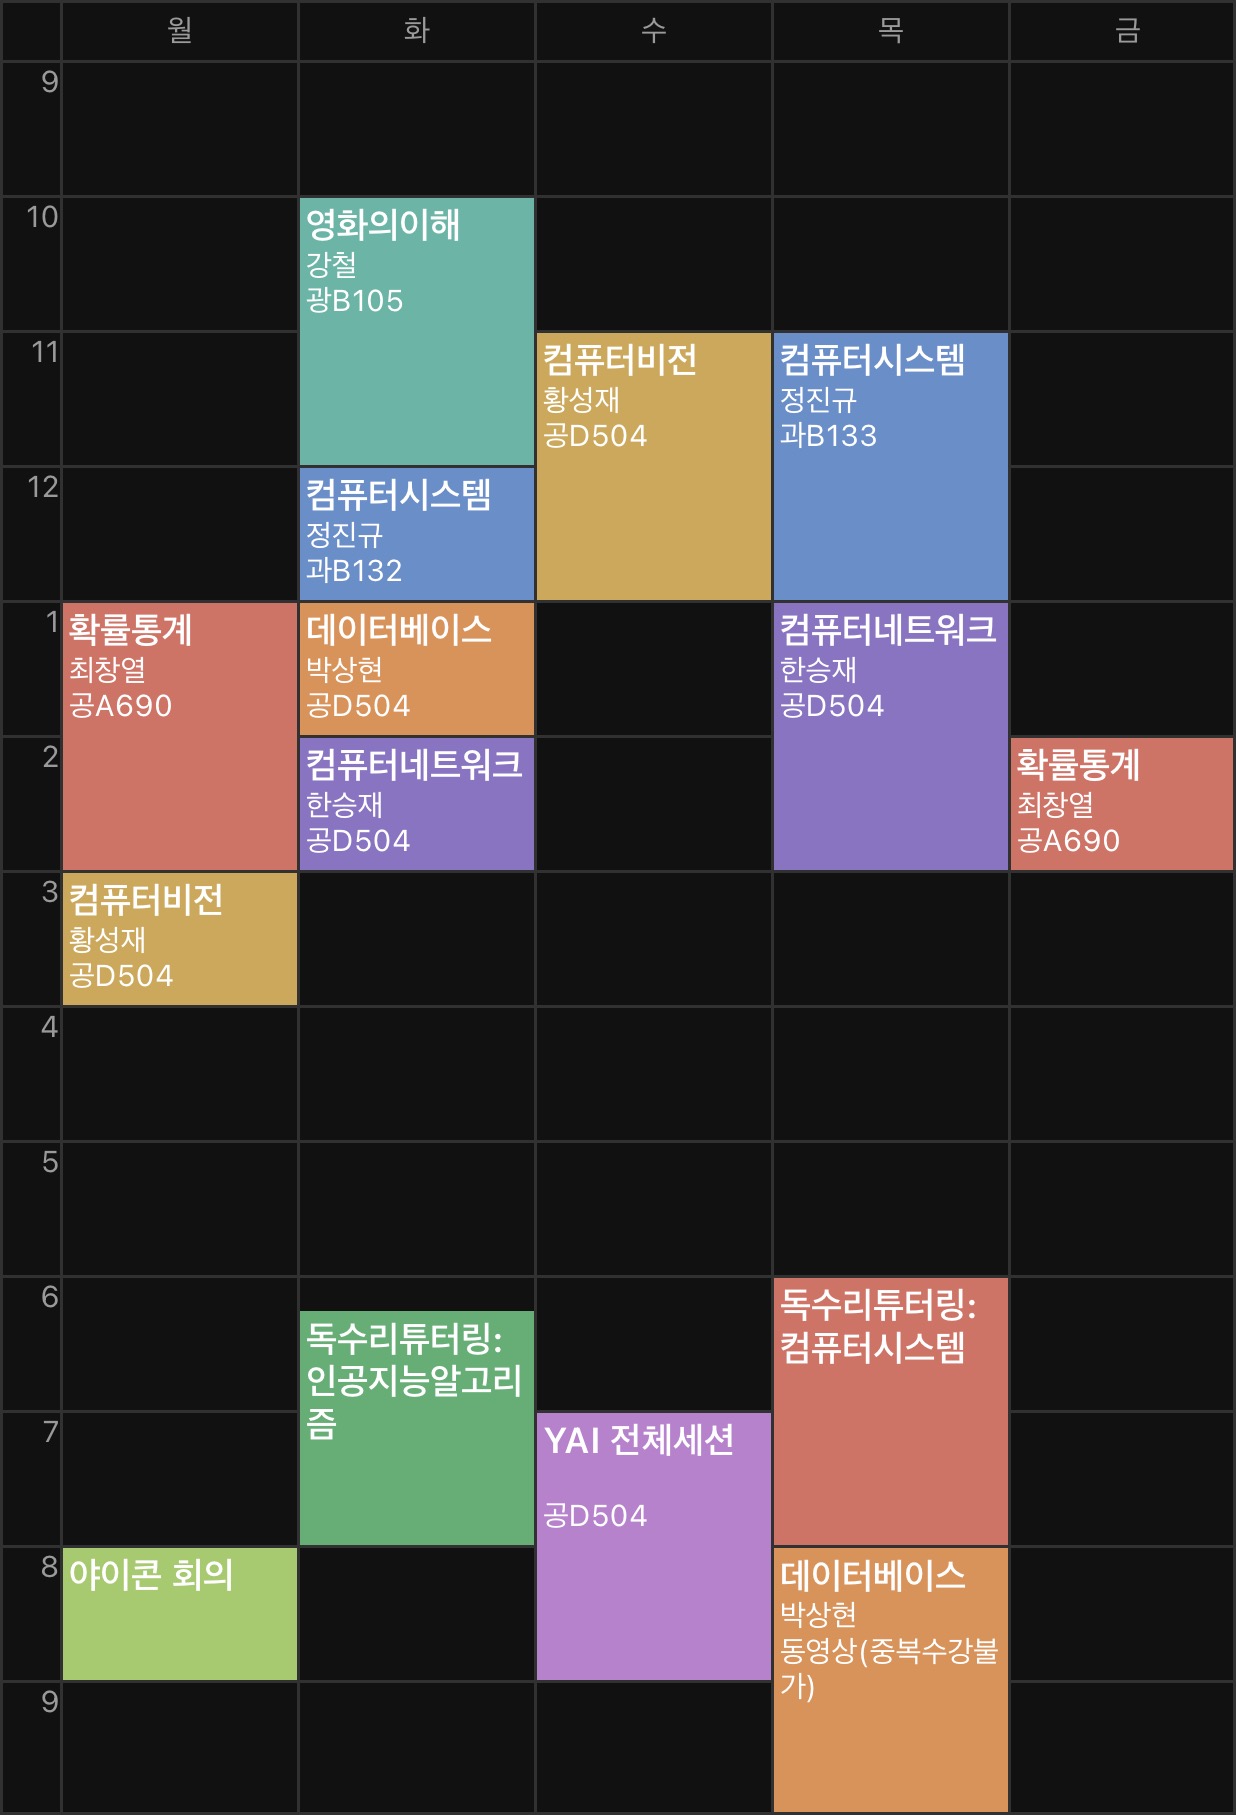 월 화 수 목 금
9
10
영화의이해
강철
광B105
11
컴퓨터비전
황성재
공D504
컴퓨터시스템
정진규
과B133
12
컴퓨터시스템
정진규
과B132
1
확률통계
최창열
공A690
데이터베이스
박상현
공D504
컴퓨터네트워크
한승재
공D504
2
컴퓨터네트워크
한승재
공D504
확률통계
최창열
공A690
3
컴퓨터비전
황성재
공D504
4
5
6
독수리튜터링:
인공지능알고리
즘
독수리튜터링:
컴퓨터시스템
7
YAI 전체세션
공D504
8
야이콘 회의
데이터베이스
박상현
동영상(중복수강불
가)
9